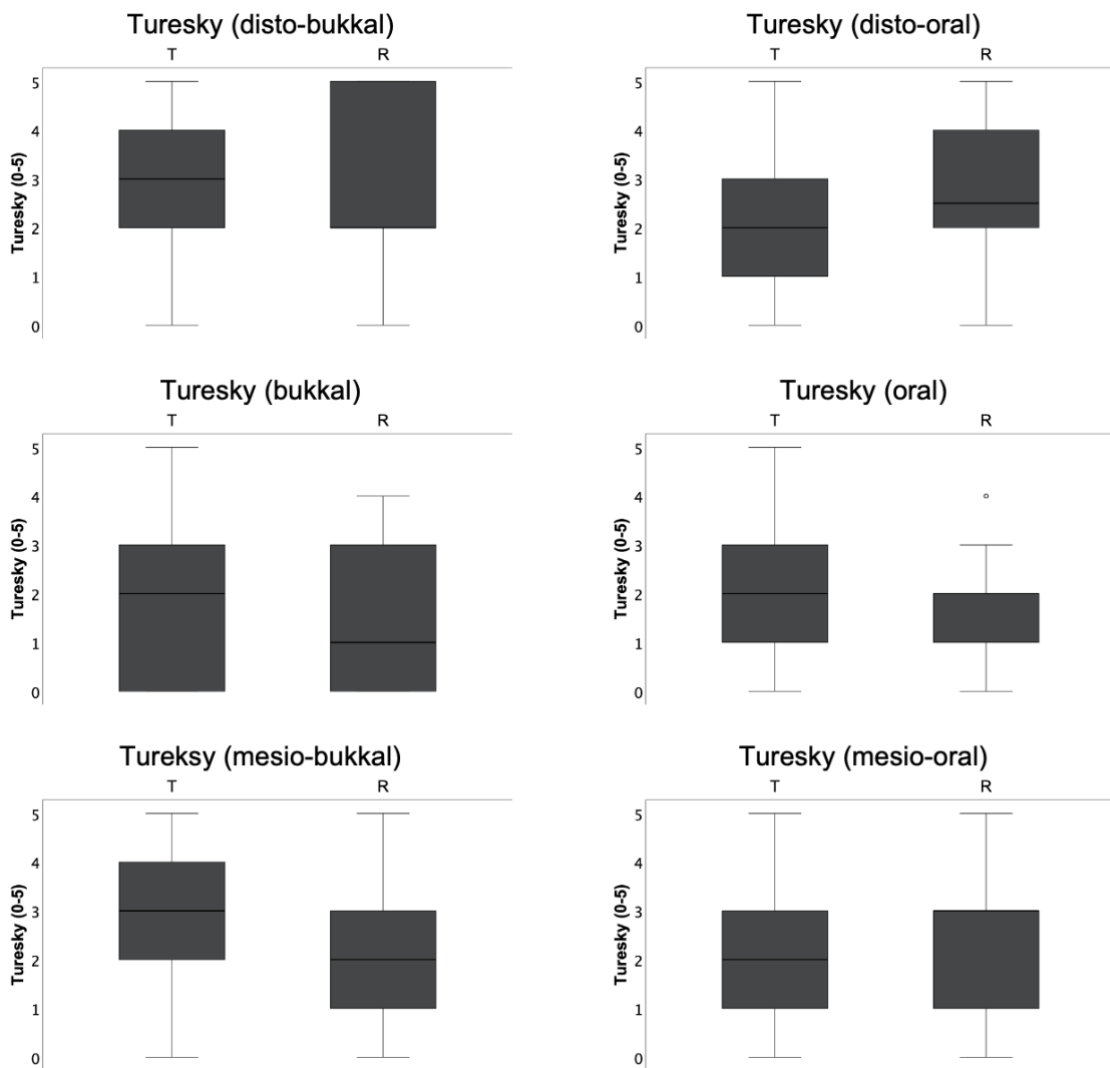 Turesky (disto-bukkal)
T R
Turesky (0-5)
5
4
3
2
1
0
Turesky (disto-oral)
T R
Turesky (0-5)
5
4
3
2
1
0
Turesky (bukkal)
T R
Turesky (0-5)
5
4
3
2
1
0
Turesky (oral)
T R
Turesky (0-5)
5
4
3
2
1
0
Tureksy (mesio-bukkal)
T R
Turesky (0-5)
5
4
3
2
1
0
Turesky (mesio-oral)
T R
Turesky (0-5)
5
4
3
2
1
0